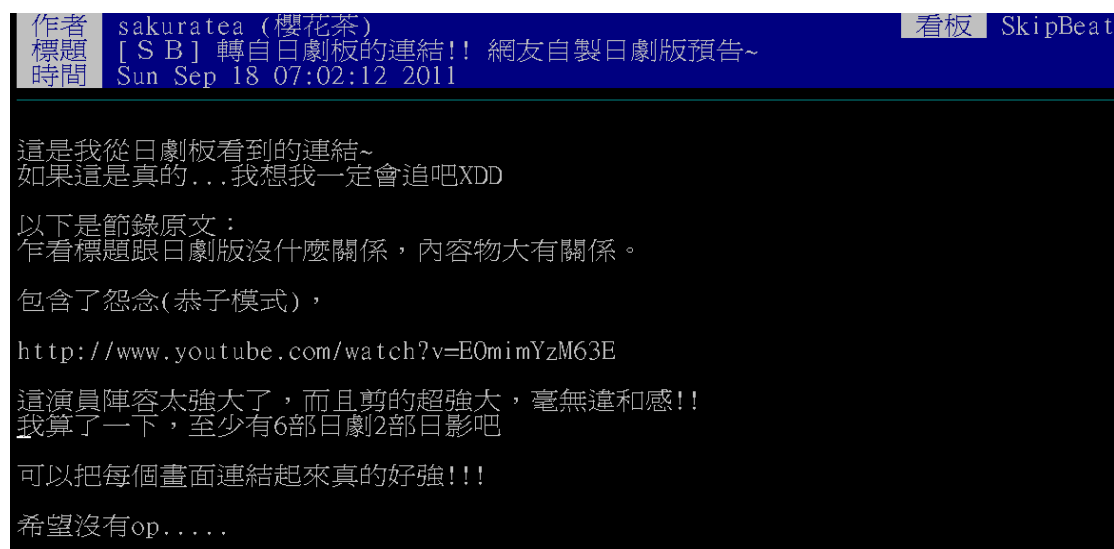 作者 sakuratea (櫻花茶) 看板 SkipBeat
標題 [ＳＢ] 轉自日劇板的連結!! 網友自製日劇版預告~
時間 Sun Sep 18 07:02:12 2011
這是我從日劇板看到的連結~
如果這是真的...我想我一定會追吧XDD
以下是節錄原文：
乍看標題跟日劇版沒什麼關係，內容物大有關係。
包含了怨念(恭子模式)，
http://www.youtube.com/watch?v=EOmimYzM63E
這演員陣容太強大了，而且剪的超強大，毫無違和感!!
我算了一下，至少有6部日劇2部日影吧
可以把每個畫面連結起來真的好強!!!
希望沒有op.....